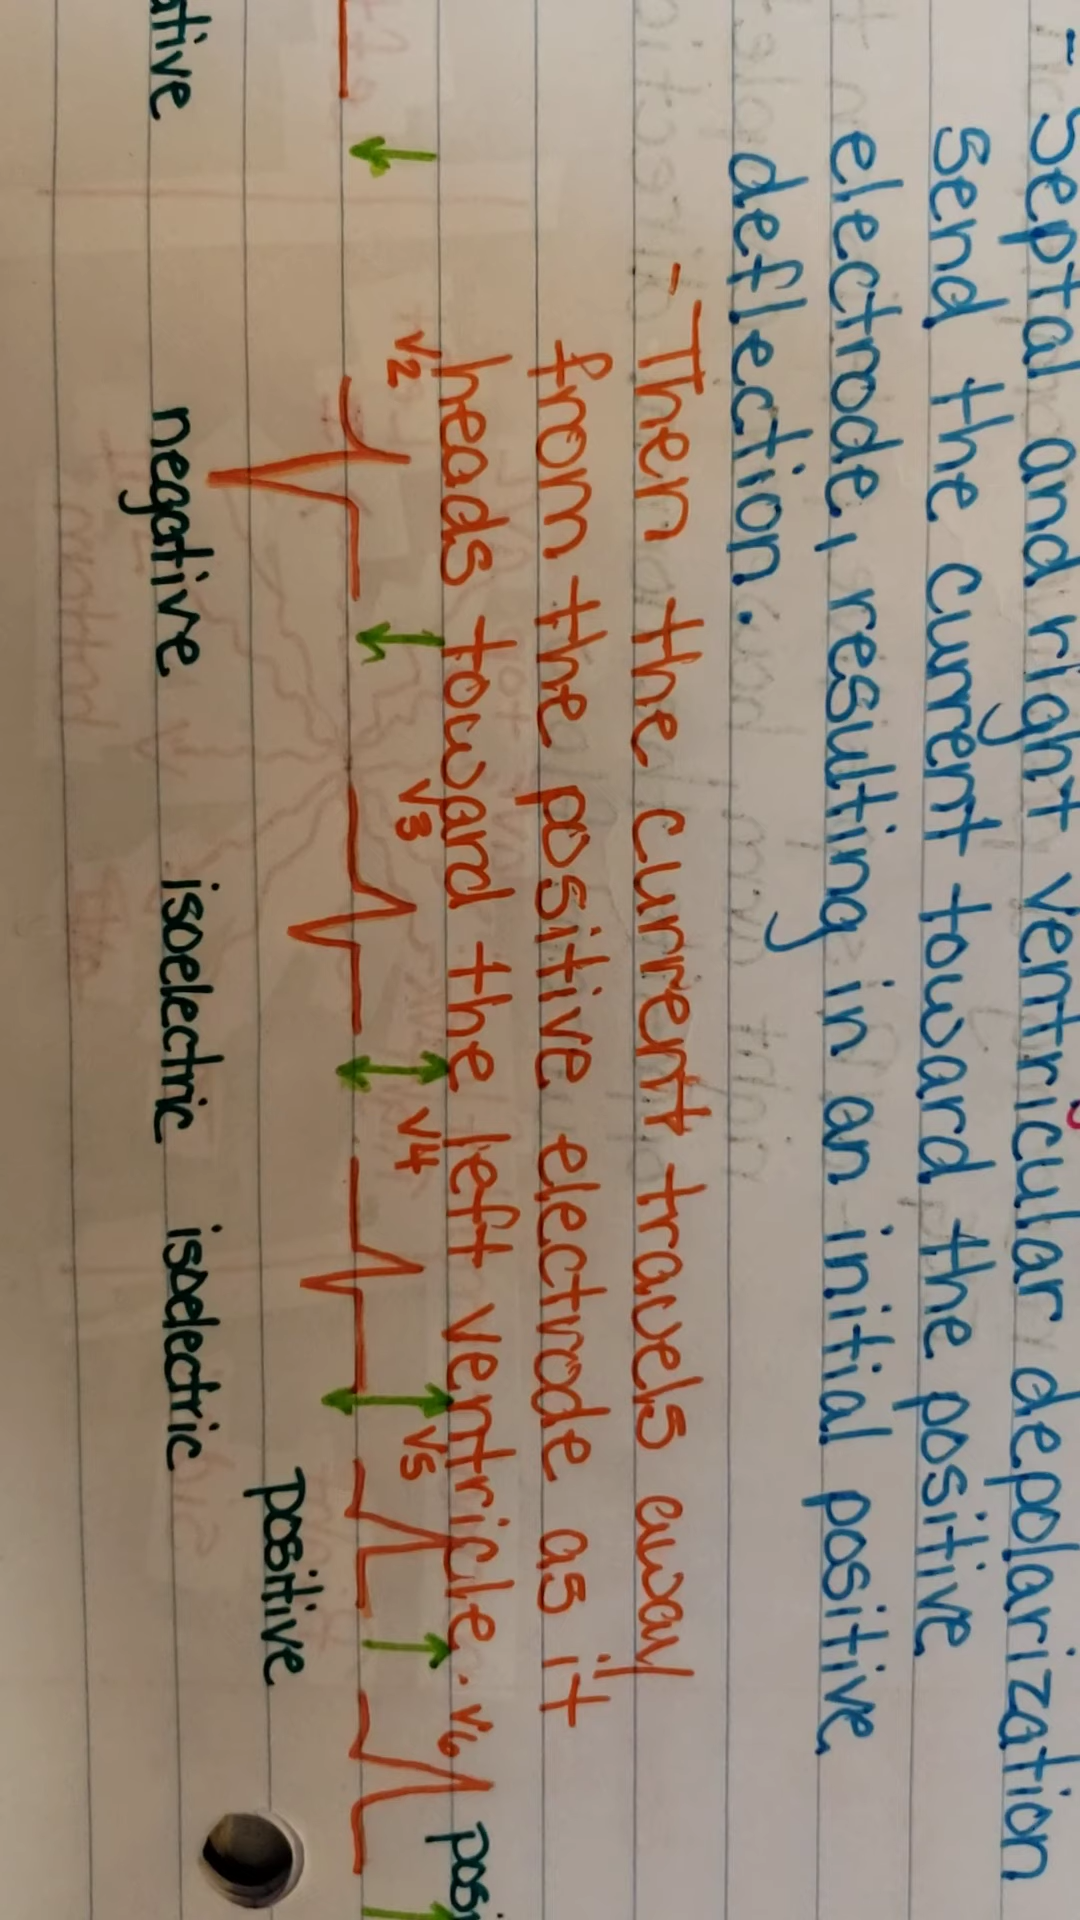 - Septal and right ventricular depolarization
send the current toward the positive
electrode, resulting in an initial positive
deflection.
- Then the current travels away
from the positive electrode as it
heads toward the left ventricle.
V2 V3 V4 V5 V6
ative negative isoelectric isoelectric positive posi